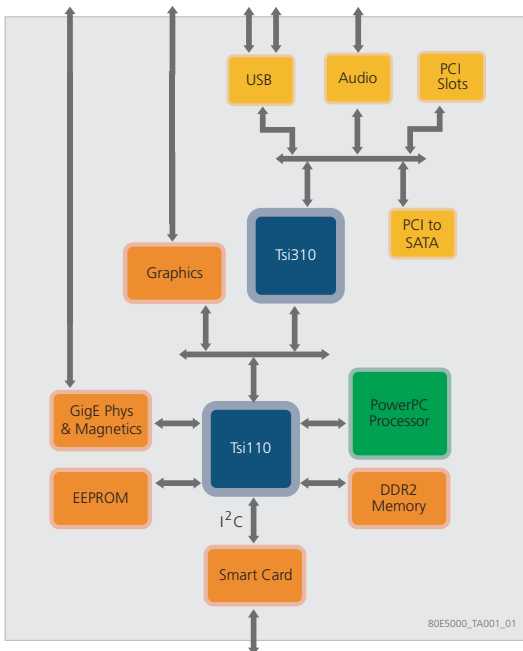 USB
Audio
PCI
Slots
PCI to
SATA
Tsi310
Graphics
GigE Phys
& Magnetics
PowerPC
Processor
Tsi110
EEPROM
DDR2
Memory
I²C
Smart Card
80E5000_TA001_01